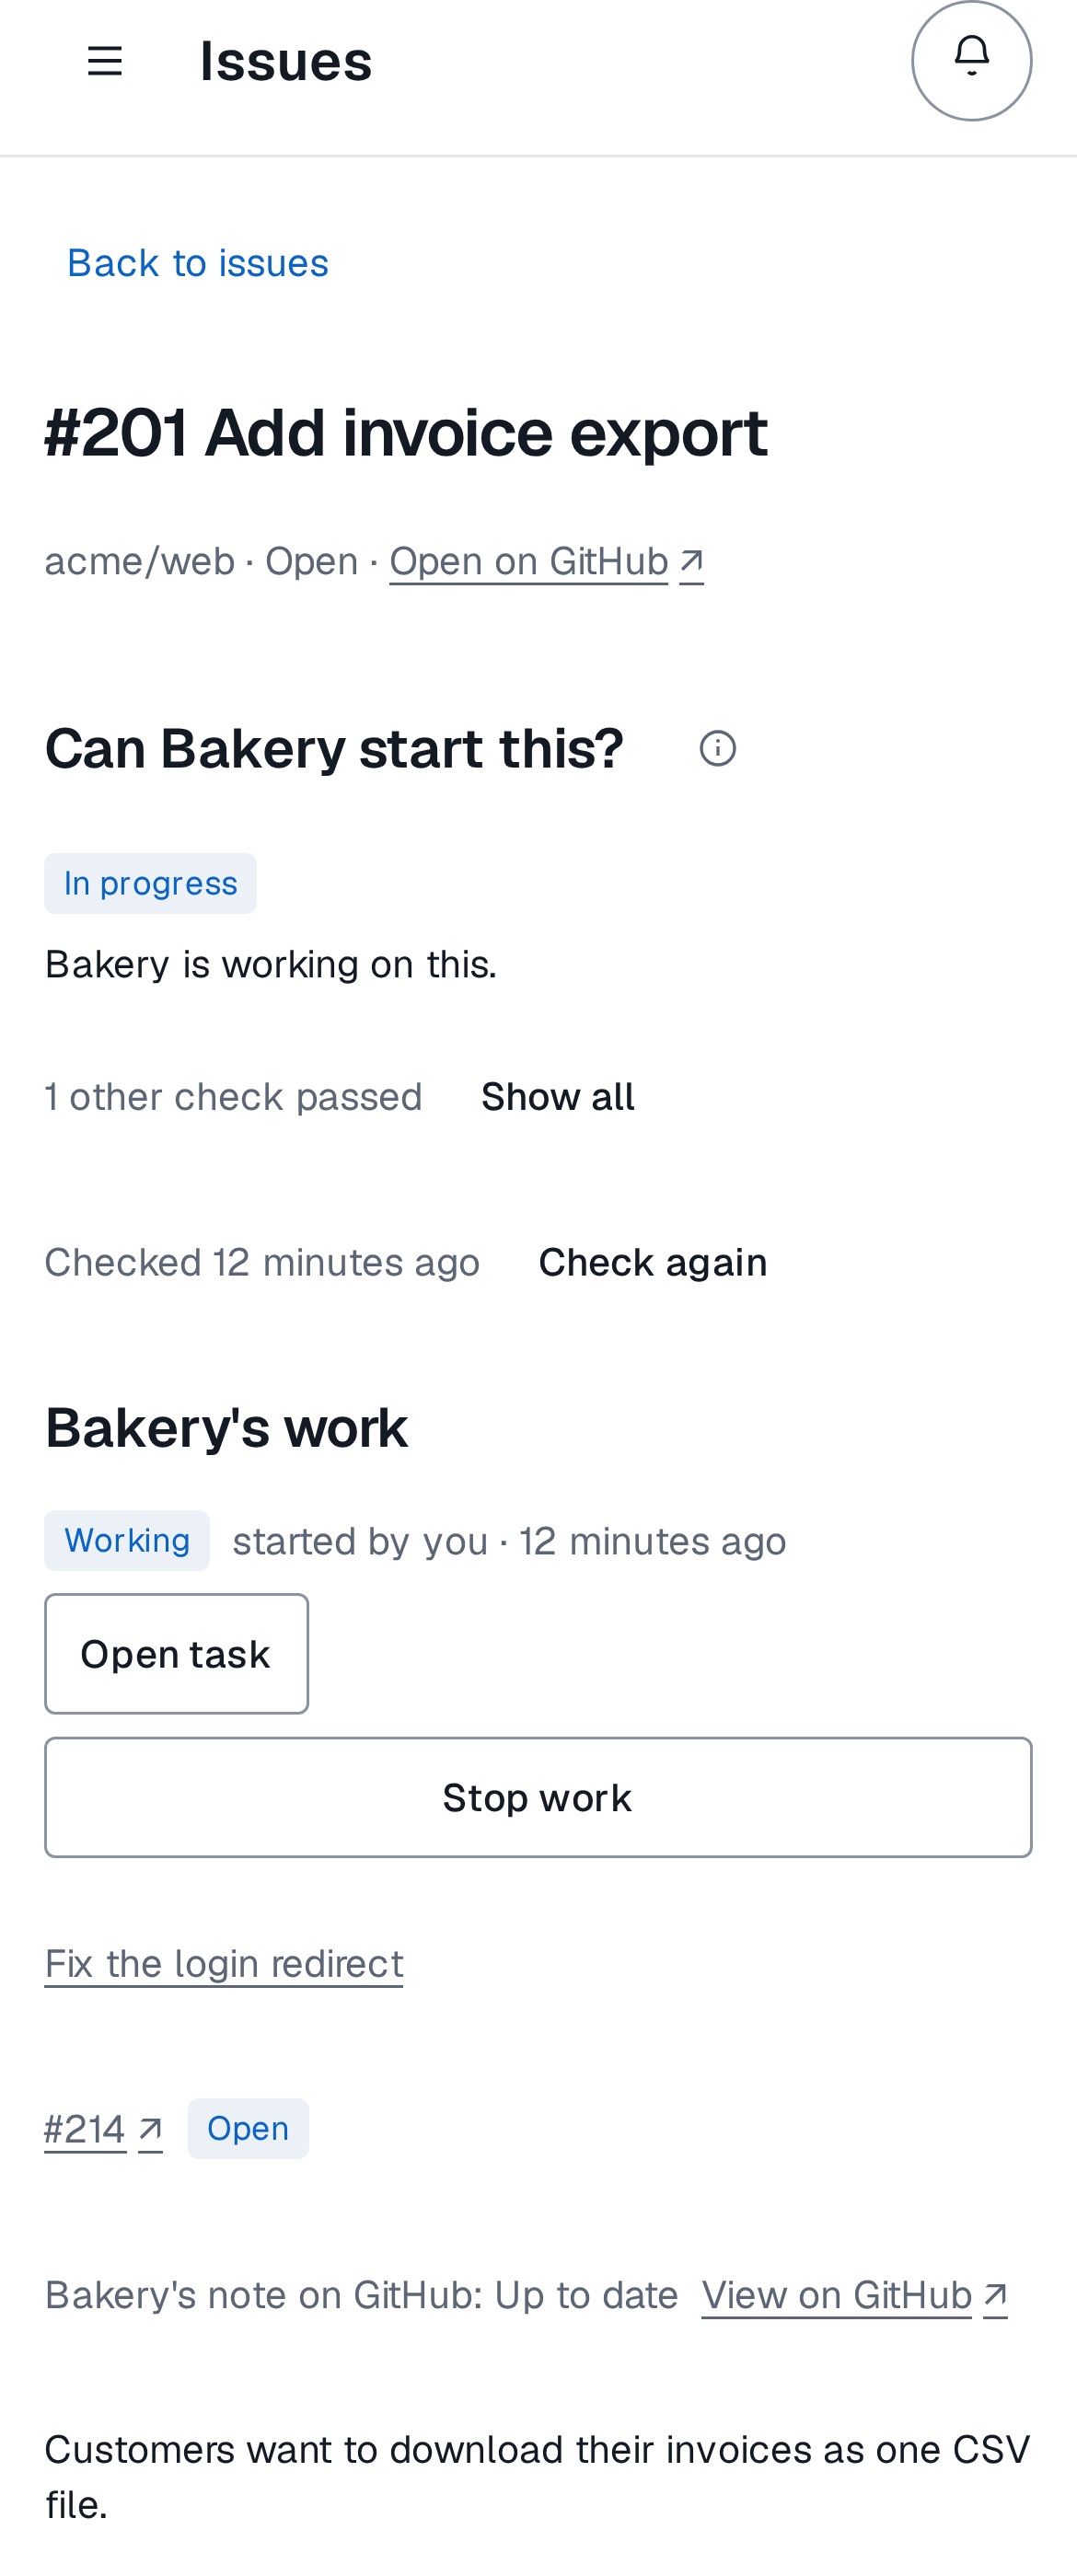 Issues
Back to issues
#201 Add invoice export
acme/web · Open · Open on GitHub ↗
Can Bakery start this?
In progress
Bakery is working on this.
1 other check passed Show all
Checked 12 minutes ago Check again
Bakery's work
Working started by you · 12 minutes ago
Open task
Stop work
Fix the login redirect
#214 ↗ Open
Bakery's note on GitHub: Up to date View on GitHub ↗
Customers want to download their invoices as one CSV
file.